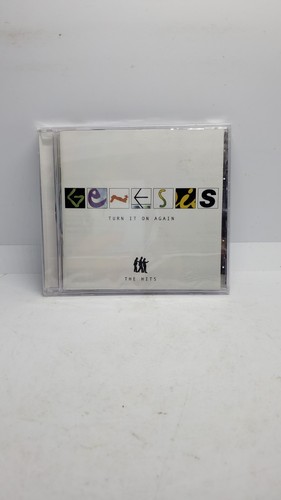 GENESiS
TURN IT ON AGAIN
THE HITS